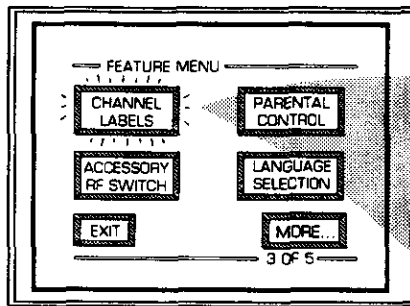 FEATURE MENU
CHANNEL
LABELS
PARENTAL
CONTROL
ACCESSORY
RF SWITCH
LANGUAGE
SELECTION
EXIT
MORE...
3 OF 5